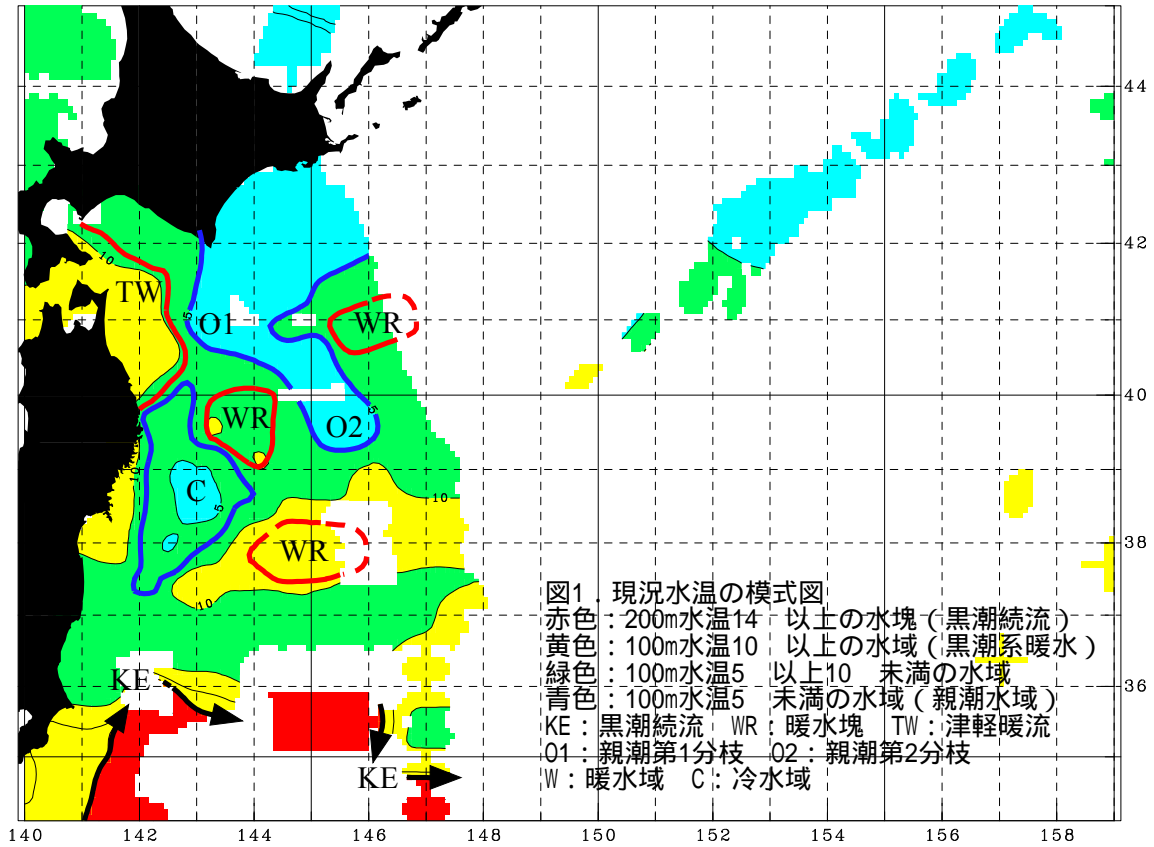 44
42
40
38
36
10
TW
5
O1
WR
WR
5
O2
10
C
5
10
WR
10
KE
KE
図1．現況水温の模式図
赤色：200m水温14　以上の水塊（黒潮続流）
黄色：100m水温10　以上の水域（黒潮系暖水）
緑色：100m水温5　以上10　未満の水域
青色：100m水温5　未満の水域（親潮水域）
KE：黒潮続流　WR：暖水塊　TW：津軽暖流
O1：親潮第1分枝　O2：親潮第2分枝
W：暖水域　C：冷水域
140 142 144 146 148 150 152 154 156 158